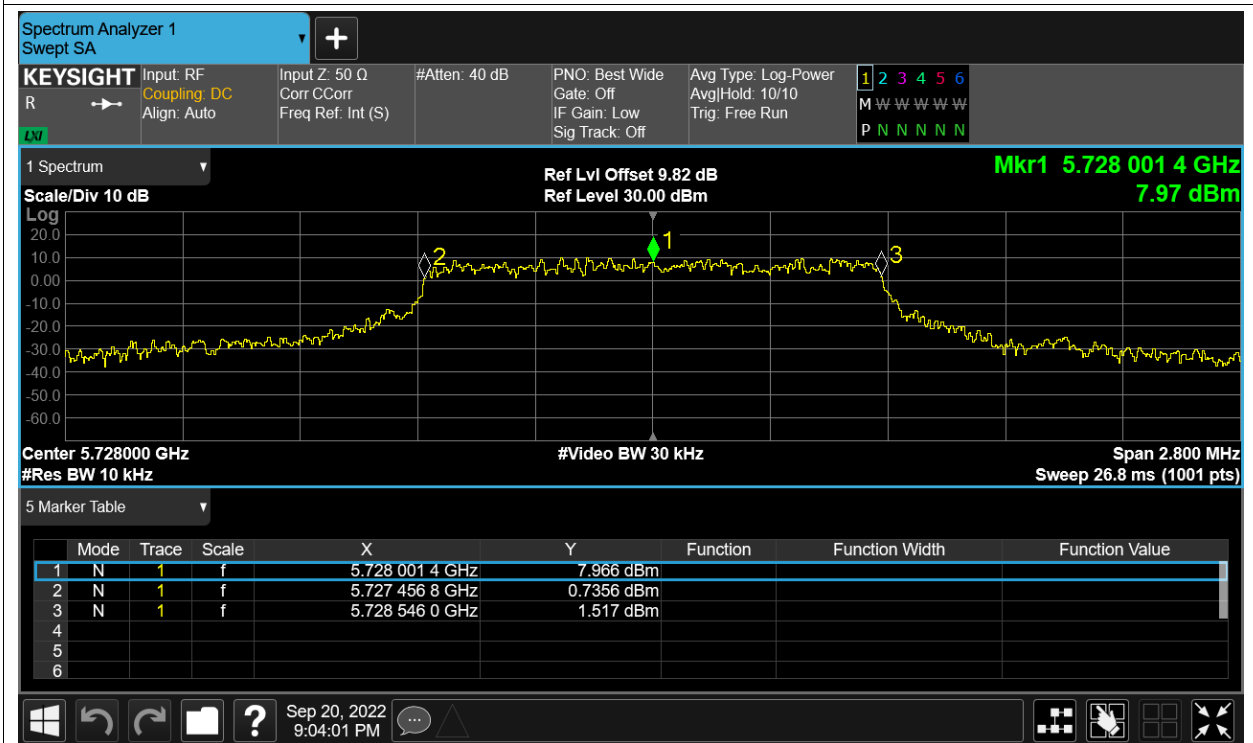 Spectrum Analyzer 1
Swept SA
KEYSIGHT
R
LXI
Input: RF
Coupling: DC
Align: Auto
Input Z: 50 Ω
Corr CCorr
Freq Ref: Int (S)
#Atten: 40 dB
PNO: Best Wide
Gate: Off
IF Gain: Low
Sig Track: Off
Avg Type: Log-Power
Avg|Hold: 10/10
Trig: Free Run
1 2 3 4 5 6
M W W W W W
P N N N N N
1 Spectrum
Scale/Div 10 dB
Ref Lvl Offset 9.82 dB
Ref Level 30.00 dBm
Mkr1 5.728 001 4 GHz
7.97 dBm
Log
20.0
10.0
0.00
-10.0
-20.0
-30.0
-40.0
-50.0
-60.0
2
1
3
Center 5.728000 GHz
#Video BW 30 kHz
Span 2.800 MHz
#Res BW 10 kHz
Sweep 26.8 ms (1001 pts)
5 Marker Table
Mode Trace Scale X Y Function Function Width Function Value
1 N 1 f 5.728 001 4 GHz 7.966 dBm
2 N 1 f 5.727 456 8 GHz 0.7356 dBm
3 N 1 f 5.728 546 0 GHz 1.517 dBm
4
5
6
?
Sep 20, 2022
9:04:01 PM